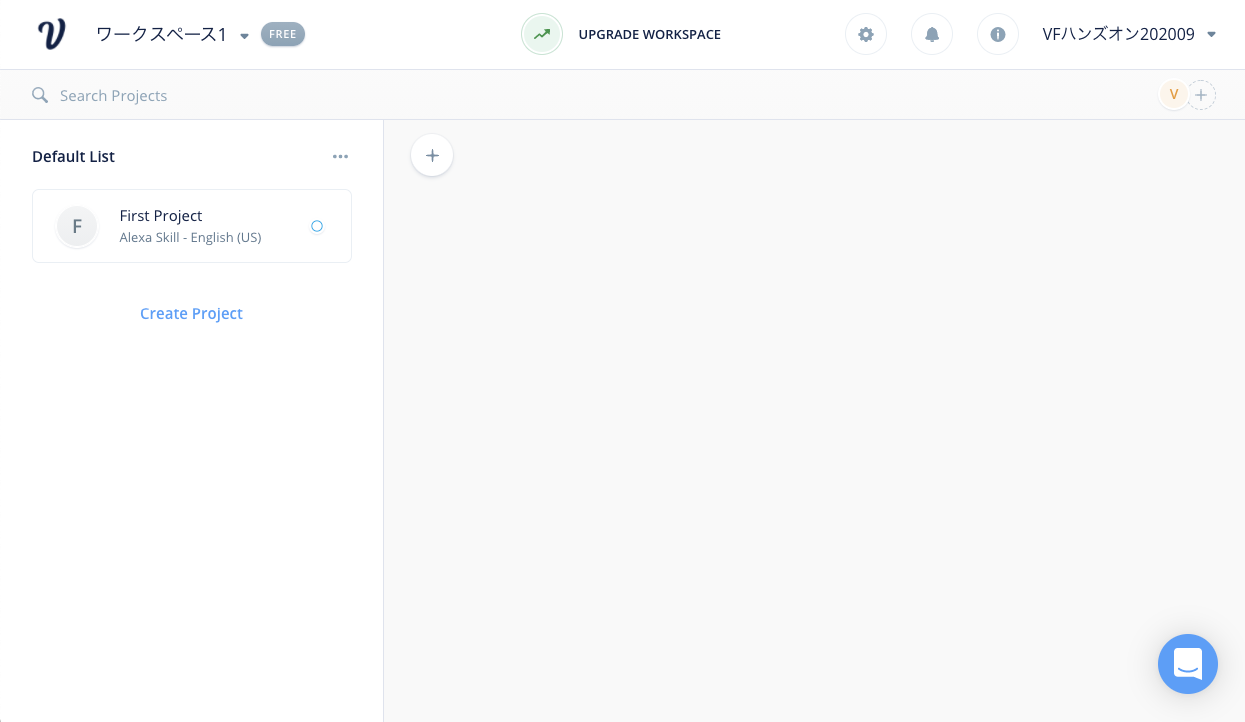 ワークスペース1
FREE
UPGRADE WORKSPACE
VFハンズオン202009
Search Projects
V
Default List
F
First Project
Alexa Skill - English (US)
Create Project